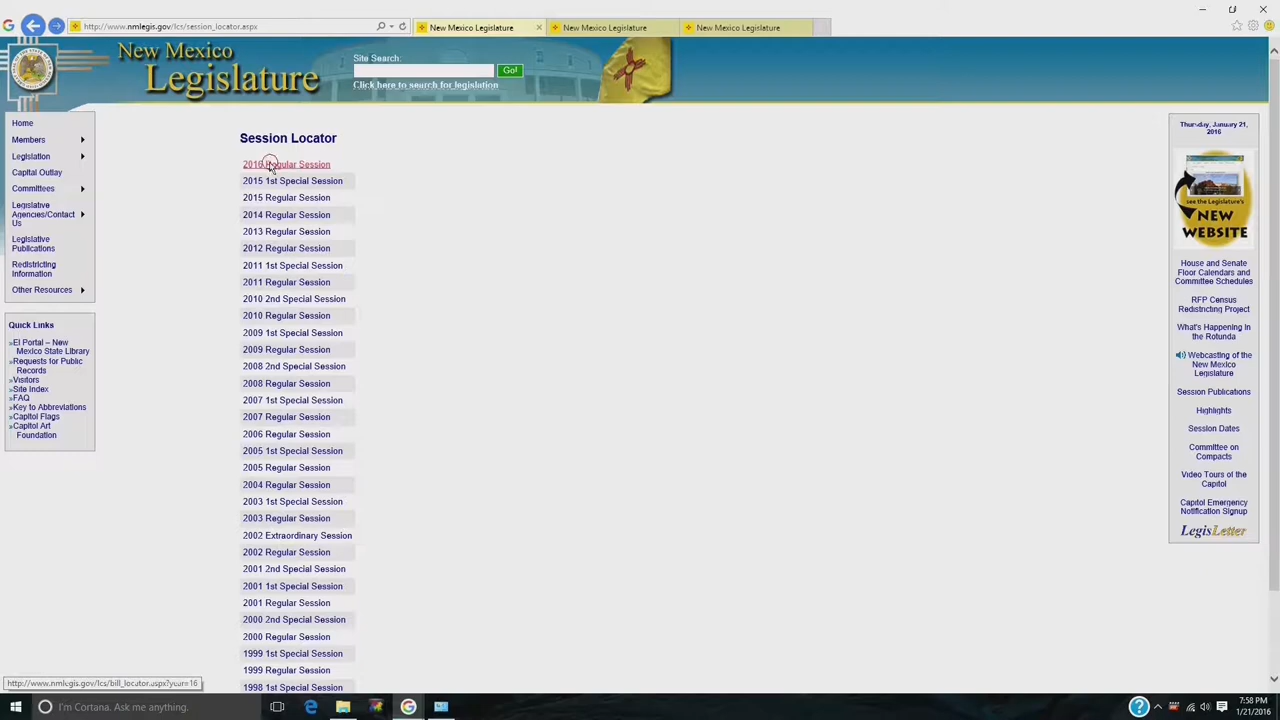 http://www.nmlegis.gov/lcs/session_locator.aspx
New Mexico Legislature
New Mexico Legislature
New Mexico Legislature
New Mexico
Legislature
Site Search:
Go!
Click here to search for legislation
Home
Members
Legislation
Capital Outlay
Committees
Legislative
Agencies/Contact
Us
Legislative
Publications
Redistricting
Information
Other Resources
Quick Links
»El Portal – New
Mexico State Library
»Requests for Public
Records
»Visitors
»Site Index
»FAQ
»Key to Abbreviations
»Capitol Flags
»Capitol Art
Foundation
Session Locator
2016 Regular Session
2015 1st Special Session
2015 Regular Session
2014 Regular Session
2013 Regular Session
2012 Regular Session
2011 1st Special Session
2011 Regular Session
2010 2nd Special Session
2010 Regular Session
2009 1st Special Session
2009 Regular Session
2008 2nd Special Session
2008 Regular Session
2007 1st Special Session
2007 Regular Session
2006 Regular Session
2005 1st Special Session
2005 Regular Session
2004 Regular Session
2003 1st Special Session
2003 Regular Session
2002 Extraordinary Session
2002 Regular Session
2001 2nd Special Session
2001 1st Special Session
2001 Regular Session
2000 2nd Special Session
2000 Regular Session
1999 1st Special Session
1999 Regular Session
1998 1st Special Session
Thursday, January 21,
2016
see the Legislature's
NEW
WEBSITE
House and Senate
Floor Calendars and
Committee Schedules
RFP Census
Redistricting Project
What's Happening In
the Rotunda
Webcasting of the
New Mexico
Legislature
Session Publications
Highlights
Session Dates
Committee on
Compacts
Video Tours of the
Capitol
Capitol Emergency
Notification Signup
LegisLetter
http://www.nmlegis.gov/lcs/bill_locator.aspx?year=16
I'm Cortana. Ask me anything.
7:58 PM
1/21/2016